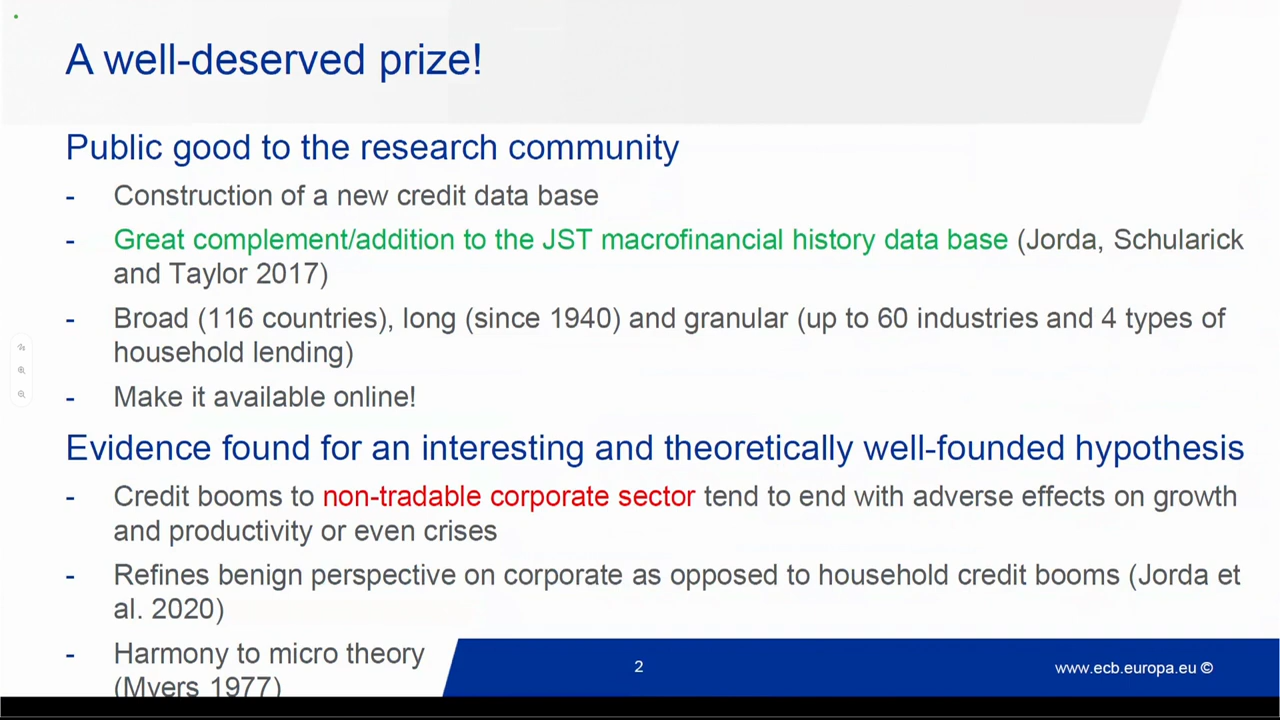 A well-deserved prize!
Public good to the research community
- Construction of a new credit data base
- Great complement/addition to the JST macrofinancial history data base (Jorda, Schularick
and Taylor 2017)
- Broad (116 countries), long (since 1940) and granular (up to 60 industries and 4 types of
household lending)
- Make it available online!
Evidence found for an interesting and theoretically well-founded hypothesis
- Credit booms to non-tradable corporate sector tend to end with adverse effects on growth
and productivity or even crises
- Refines benign perspective on corporate as opposed to household credit booms (Jorda et
al. 2020)
- Harmony to micro theory
(Myers 1977)
2
www.ecb.europa.eu ©